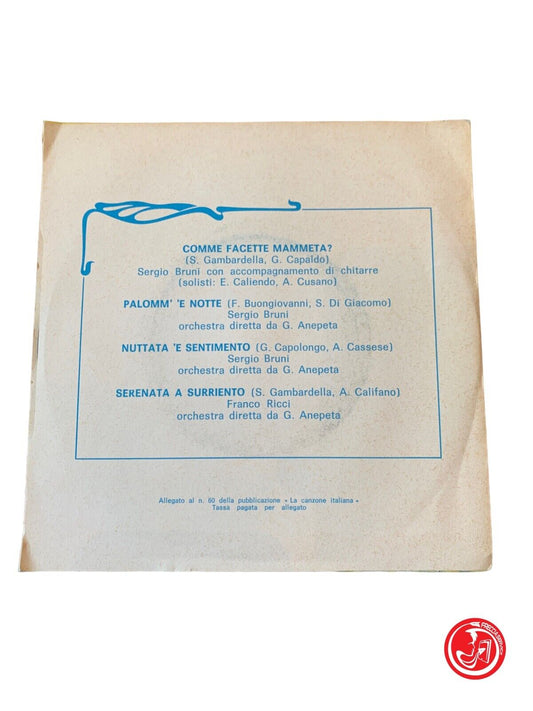 COMME FACETTE MAMMETA?
(S. Gambardella, G. Capaldo)
Sergio Bruni con accompagnamento di chitarre
(solisti: E. Caliendo, A. Cusano)
PALOMM' 'E NOTTE (F. Buongiovanni, S. Di Giacomo)
Sergio Bruni
orchestra diretta da G. Anepeta
NUTTATA 'E SENTIMENTO (G. Capolongo, A. Cassese)
Sergio Bruni
orchestra diretta da G. Anepeta
SERENATA A SURRIENTO (S. Gambardella, A. Califano)
Franco Ricci
orchestra diretta da G. Anepeta
Allegato al n. 60 della pubblicazione « La canzone italiana »
Tassa pagata per allegato